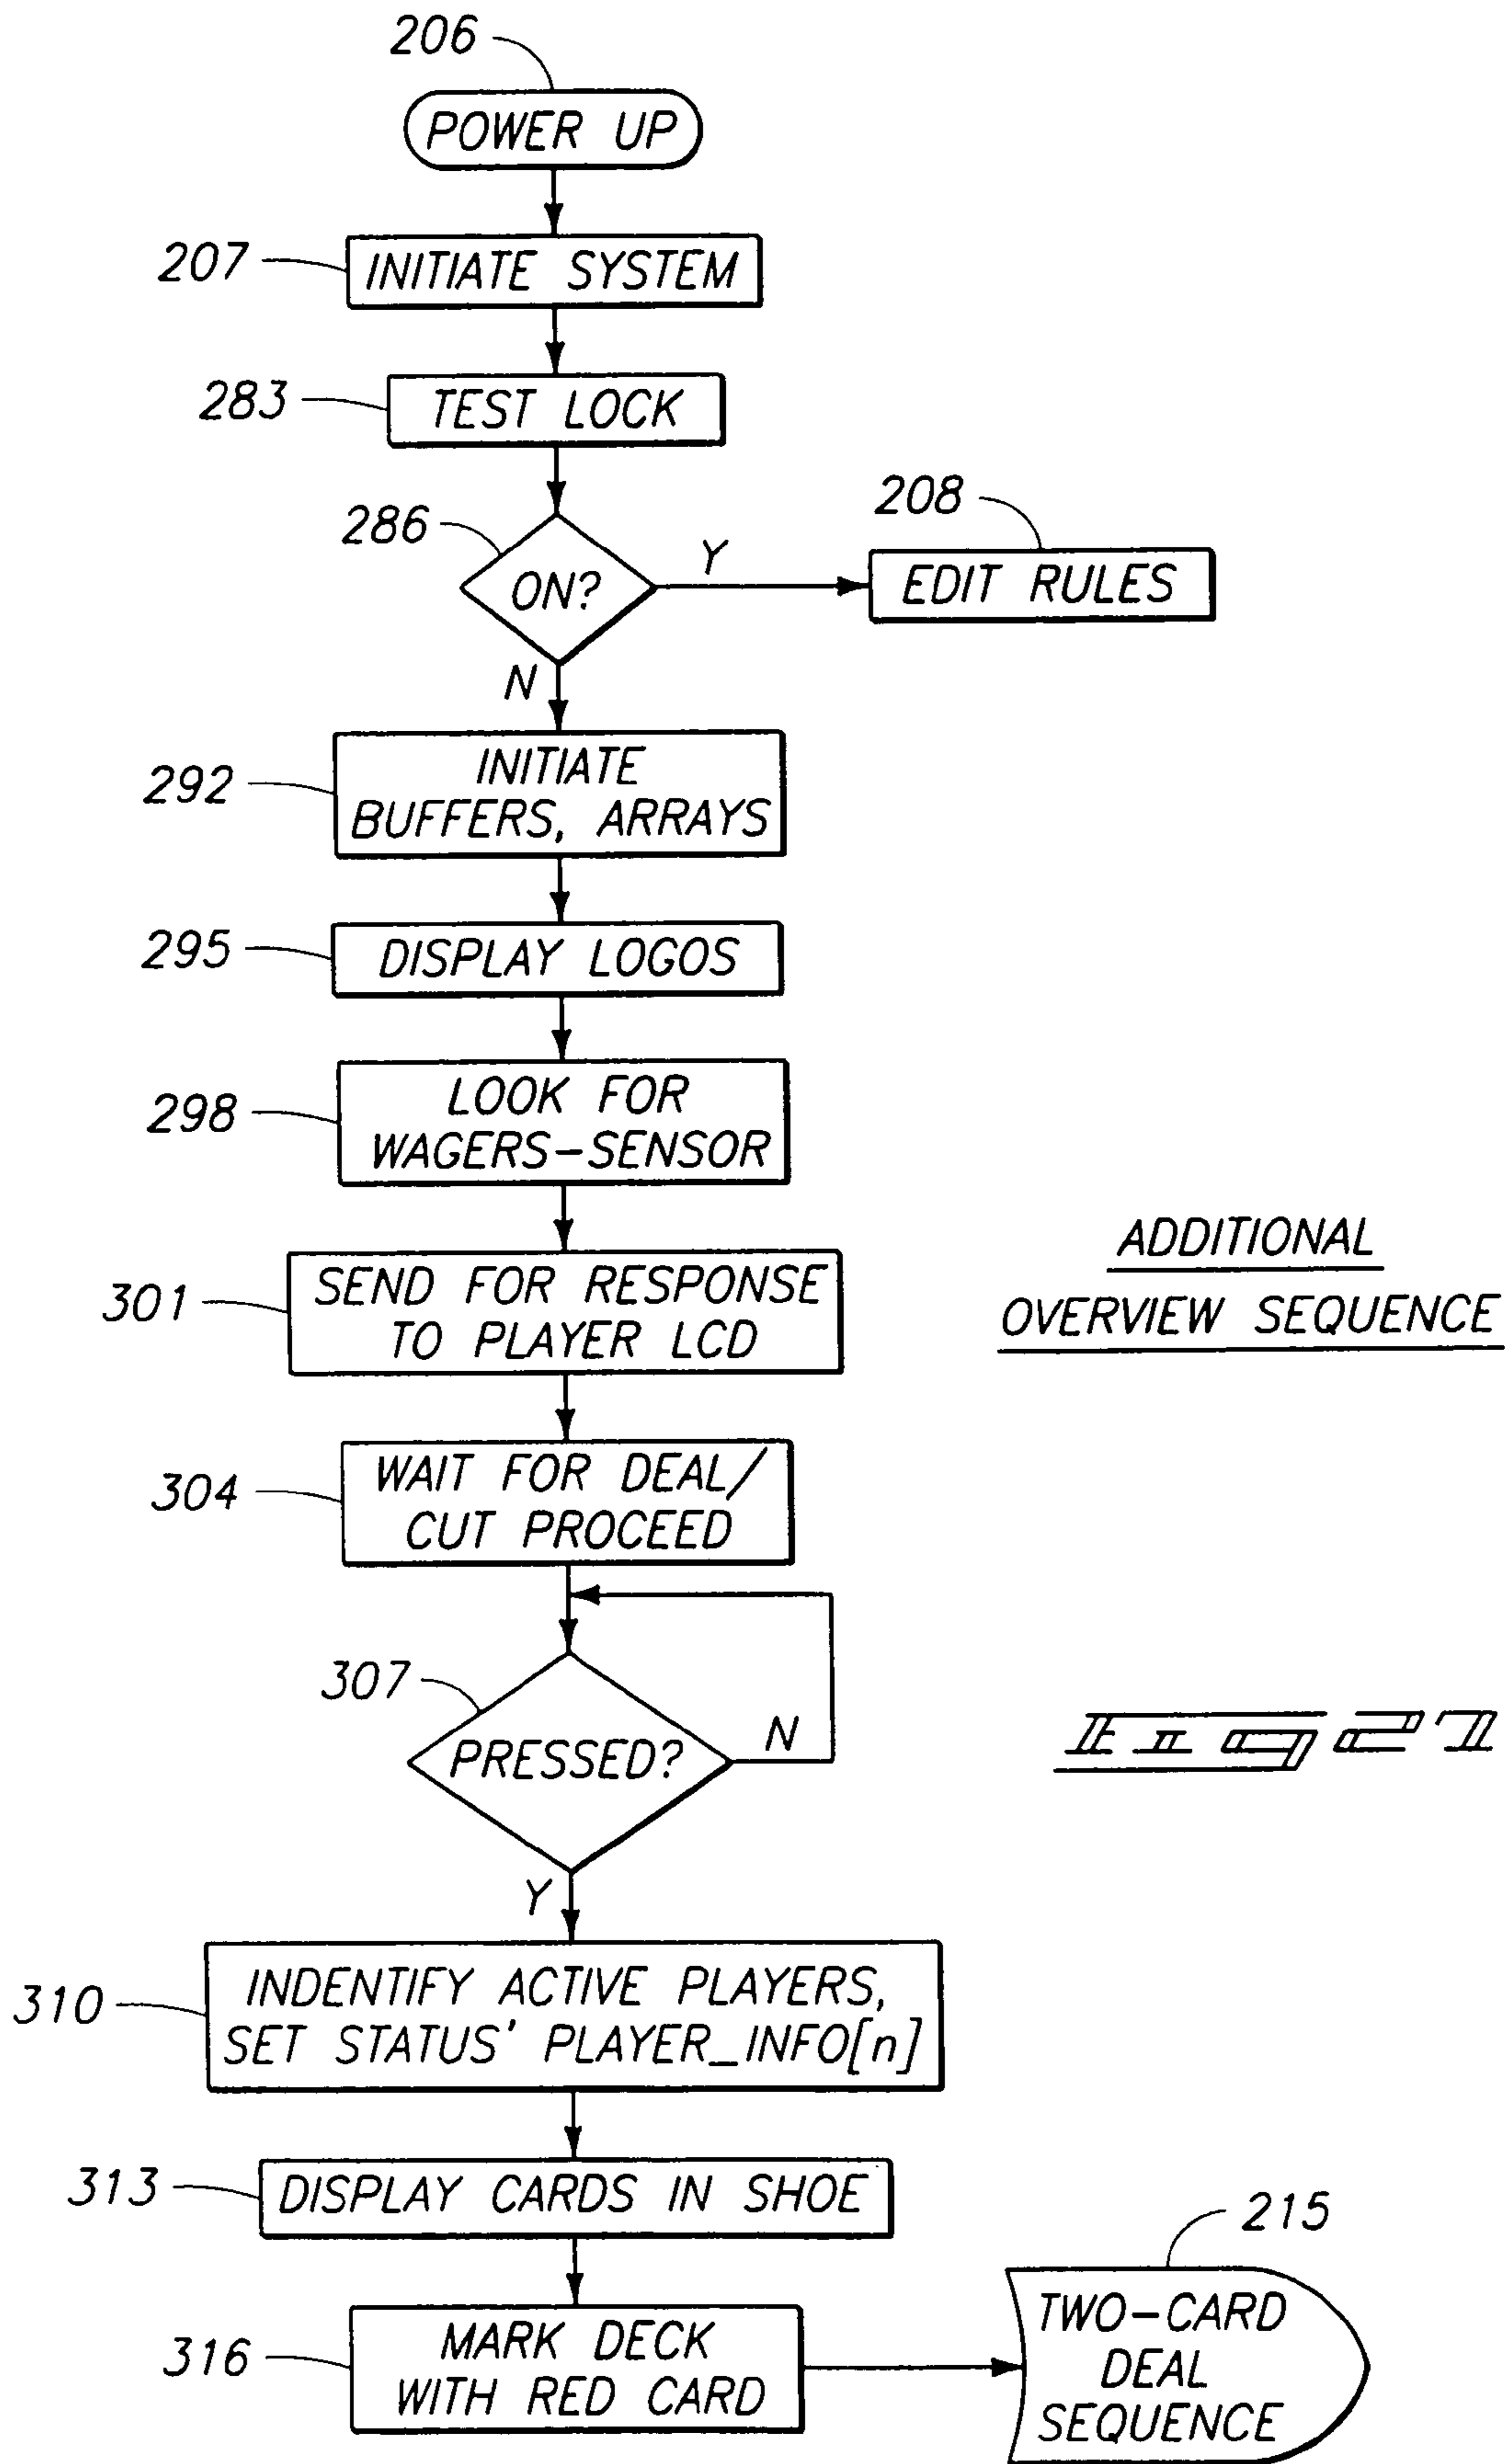 206
POWER UP
207
INITIATE SYSTEM
283
TEST LOCK
286
ON?
Y
208
EDIT RULES
N
292
INITIATE
BUFFERS, ARRAYS
295
DISPLAY LOGOS
298
LOOK FOR
WAGERS-SENSOR
301
SEND FOR RESPONSE
TO PLAYER LCD
ADDITIONAL
OVERVIEW SEQUENCE
304
WAIT FOR DEAL/
CUT PROCEED
307
PRESSED?
N
Fig 27
Y
310
INDENTIFY ACTIVE PLAYERS,
SET STATUS' PLAYER_INFO[n]
313
DISPLAY CARDS IN SHOE
316
MARK DECK
WITH RED CARD
215
TWO-CARD
DEAL
SEQUENCE